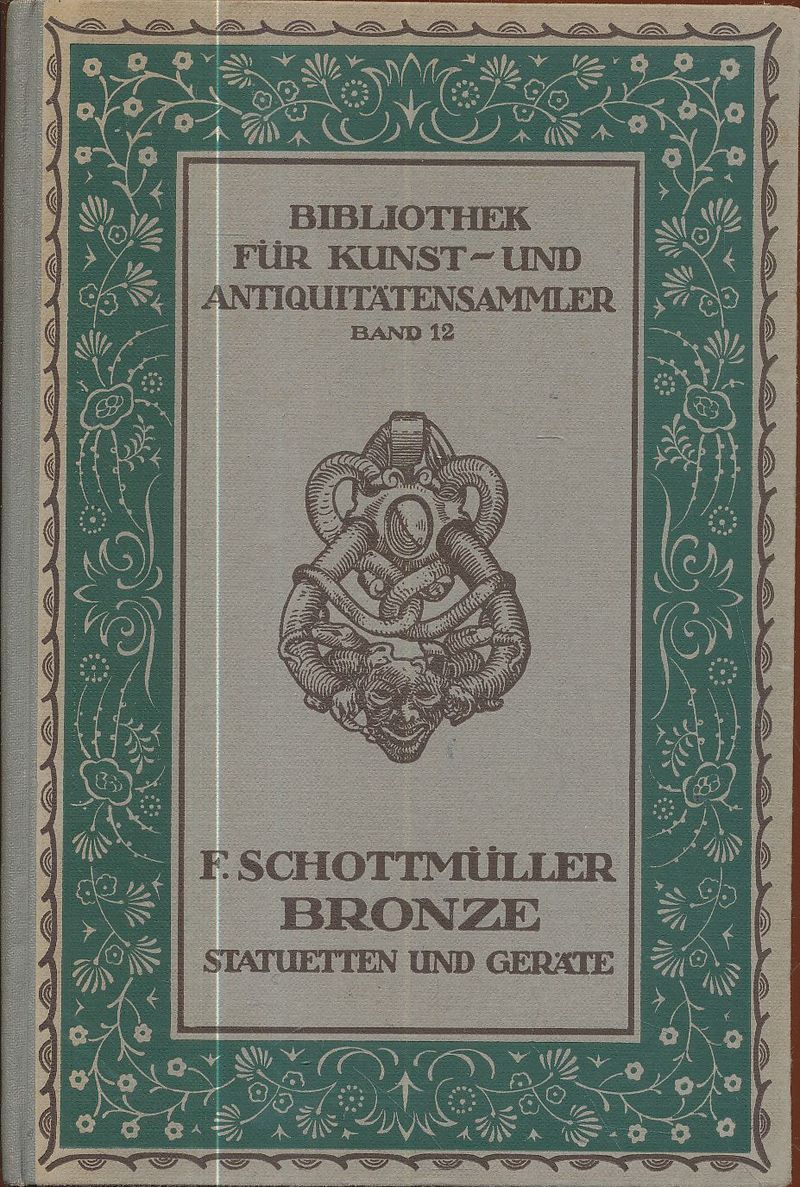 BIBLIOTHEK
FÜR KUNST- UND
ANTIQUITÄTENSAMMLER
BAND 12
F. SCHOTTMÜLLER
BRONZE
STATUETTEN UND GERÄTE